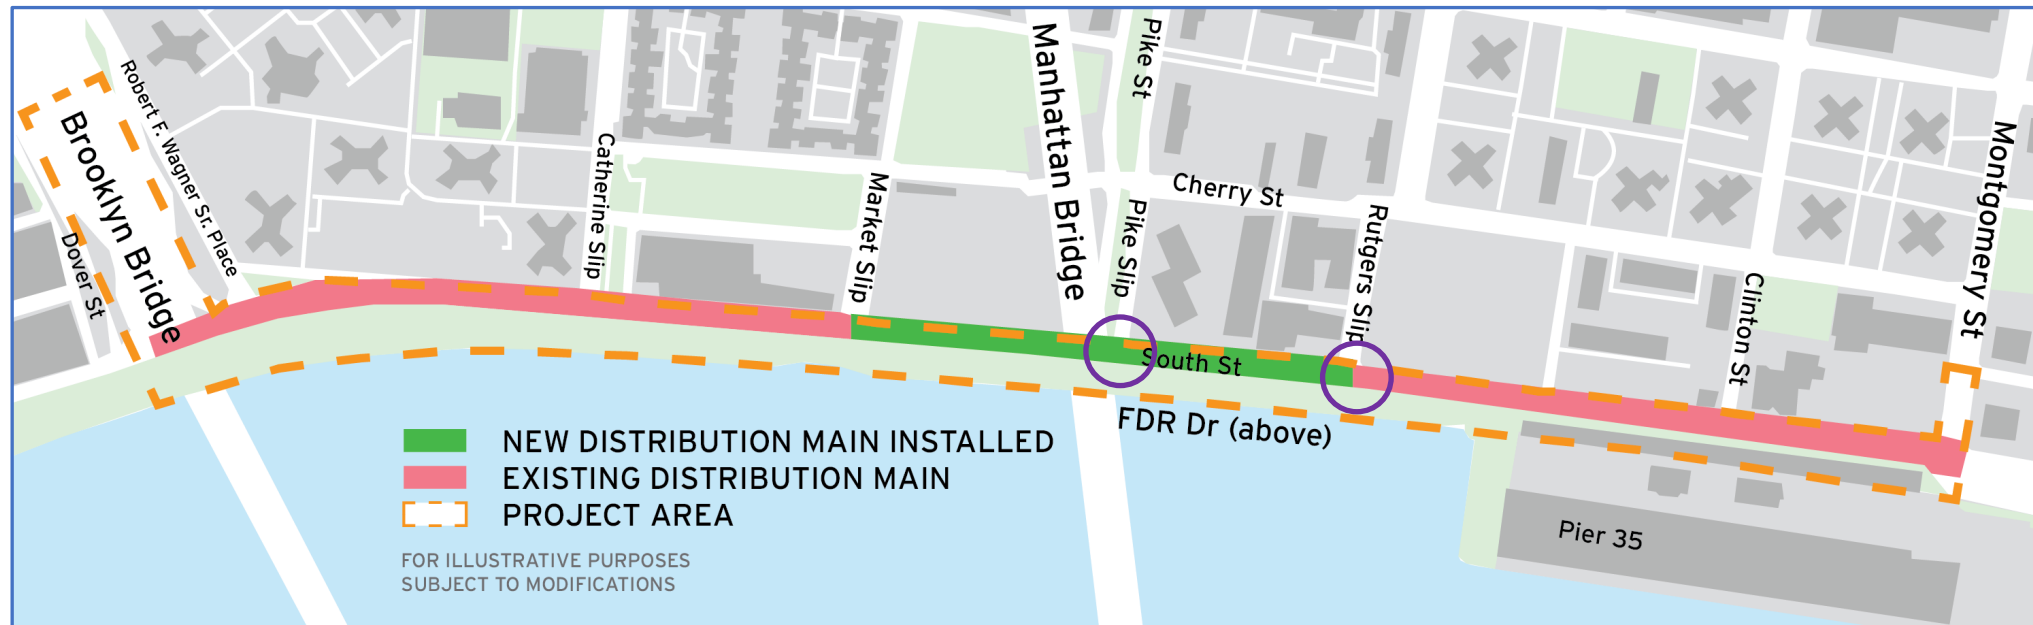 Robert F. Wagner Sr. Place
Brooklyn Bridge
Dover St
Catherine Slip
Market Slip
Manhattan Bridge
Pike St
Pike Slip
Cherry St
Rutgers Slip
Clinton St
Montgomery St
South St
FDR Dr (above)
Pier 35
NEW DISTRIBUTION MAIN INSTALLED
EXISTING DISTRIBUTION MAIN
PROJECT AREA
FOR ILLUSTRATIVE PURPOSES
SUBJECT TO MODIFICATIONS